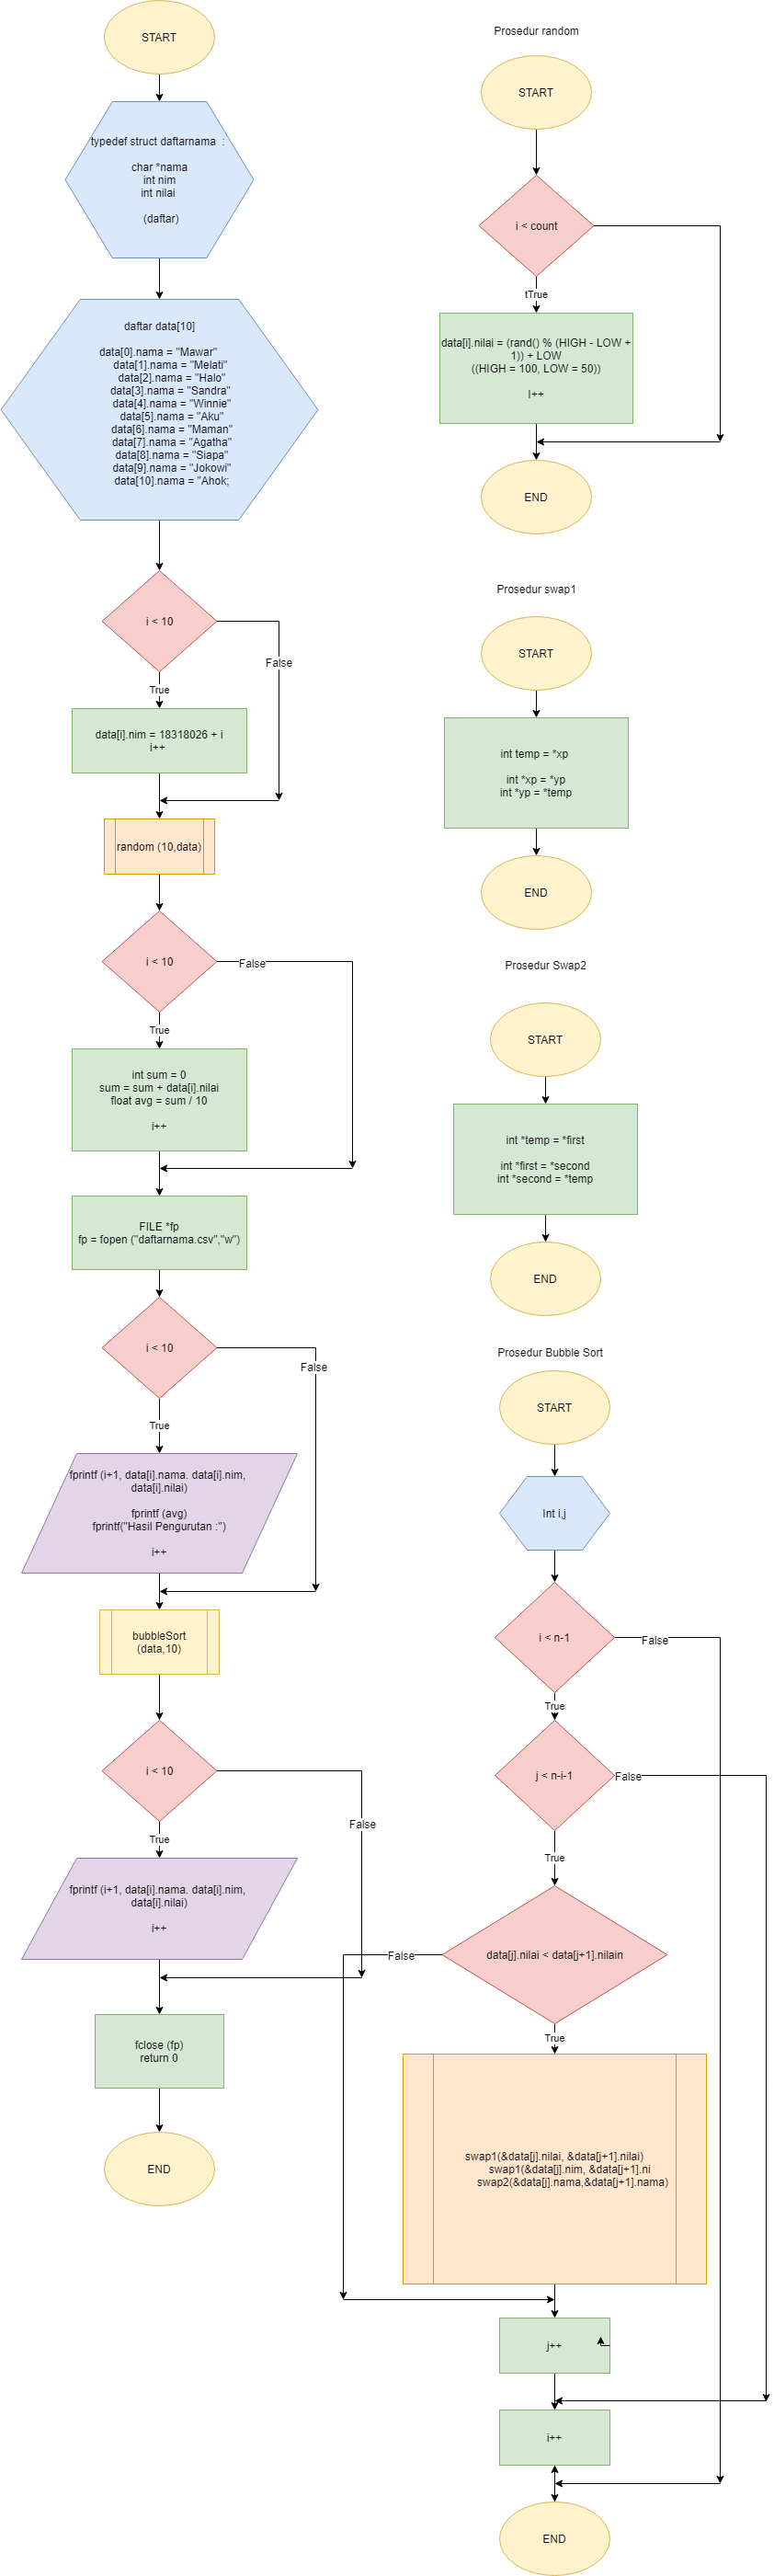 START
typedef struct daftarnama :
char *nama
int nim
int nilai
(daftar)
daftar data[10]
data[0].nama = "Mawar"
data[1].nama = "Melati"
data[2].nama = "Halo"
data[3].nama = "Sandra"
data[4].nama = "Winnie"
data[5].nama = "Aku"
data[6].nama = "Maman"
data[7].nama = "Agatha"
data[8].nama = "Siapa"
data[9].nama = "Jokowi"
data[10].nama = "Ahok;
i < 10
False
True
data[i].nim = 18318026 + i
i++
random (10,data)
i < 10
False
True
int sum = 0
sum = sum + data[i].nilai
float avg = sum / 10
i++
FILE *fp
fp = fopen ("daftarnama.csv","w")
i < 10
False
True
fprintf (i+1, data[i].nama. data[i].nim,
data[i].nilai)
fprintf (avg)
fprintf("Hasil Pengurutan :")
i++
bubbleSort
(data,10)
i < 10
False
True
fprintf (i+1, data[i].nama. data[i].nim,
data[i].nilai)
i++
fclose (fp)
return 0
END
Prosedur random
START
i < count
tTrue
data[i].nilai = (rand() % (HIGH - LOW +
1)) + LOW
((HIGH = 100, LOW = 50))
I++
END
Prosedur swap1
START
int temp = *xp
int *xp = *yp
int *yp = *temp
END
Prosedur Swap2
START
int *temp = *first
int *first = *second
int *second = *temp
END
Prosedur Bubble Sort
START
Int i,j
i < n-1
False
True
j < n-i-1
False
True
data[j].nilai < data[j+1].nilain
False
True
swap1(&data[j].nilai, &data[j+1].nilai)
swap1(&data[j].nim, &data[j+1].ni
swap2(&data[j].nama,&data[j+1].nama)
j++
i++
END